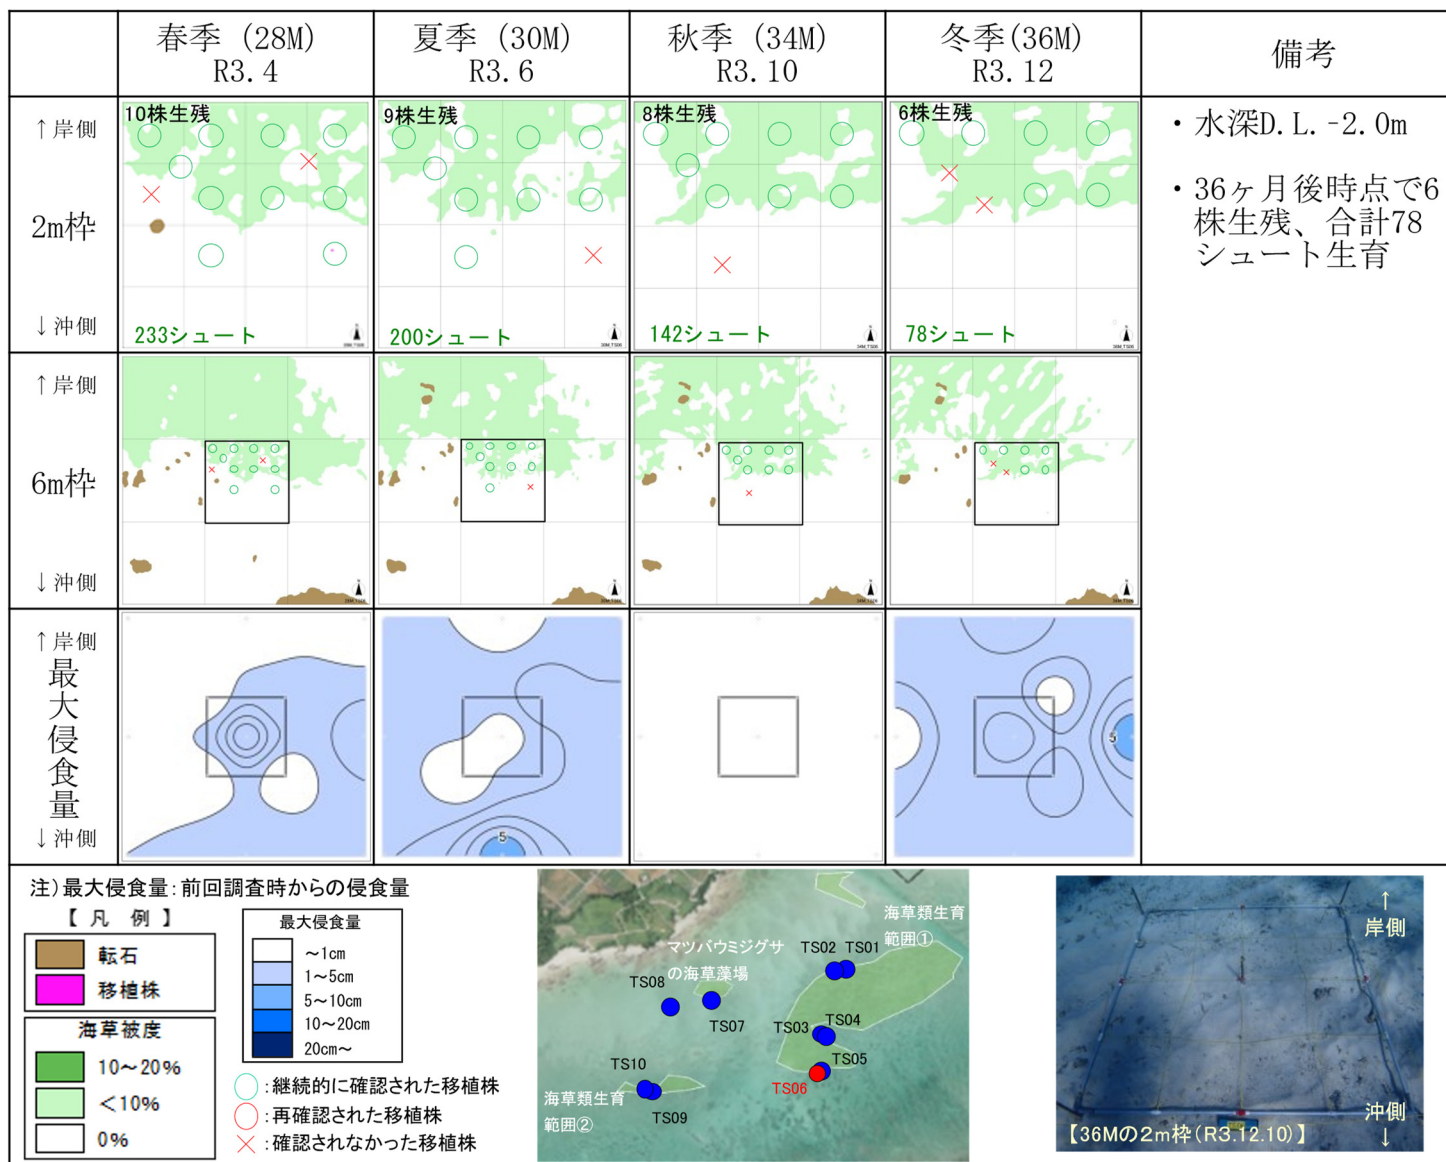 春季 (28M)
R3.4
夏季 (30M)
R3.6
秋季 (34M)
R3.10
冬季(36M)
R3.12
備考
↑岸側
2m枠
↓沖側
10株生残
233シュート
9株生残
200シュート
8株生残
142シュート
6株生残
78シュート
・水深D.L.-2.0m
・36ヶ月後時点で6
株生残、合計78
シュート生育
↑岸側
6m枠
↓沖側
↑岸側
最大侵食量
↓沖側
5
5
注)最大侵食量:前回調査時からの侵食量
【 凡 例 】
転石
移植株
海草被度
10～20%
＜10%
0%
最大侵食量
～1cm
1～5cm
5～10cm
10～20cm
20cm～
:継続的に確認された移植株
:再確認された移植株
:確認されなかった移植株
海草類生育
範囲①
マツバウミジグサ
の海草藻場
TS02
TS01
TS08
TS07
TS03
TS04
TS05
TS06
TS10
TS09
海草類生育
範囲②
↑
岸側
沖側
↓
【36Mの2m枠(R3.12.10)】